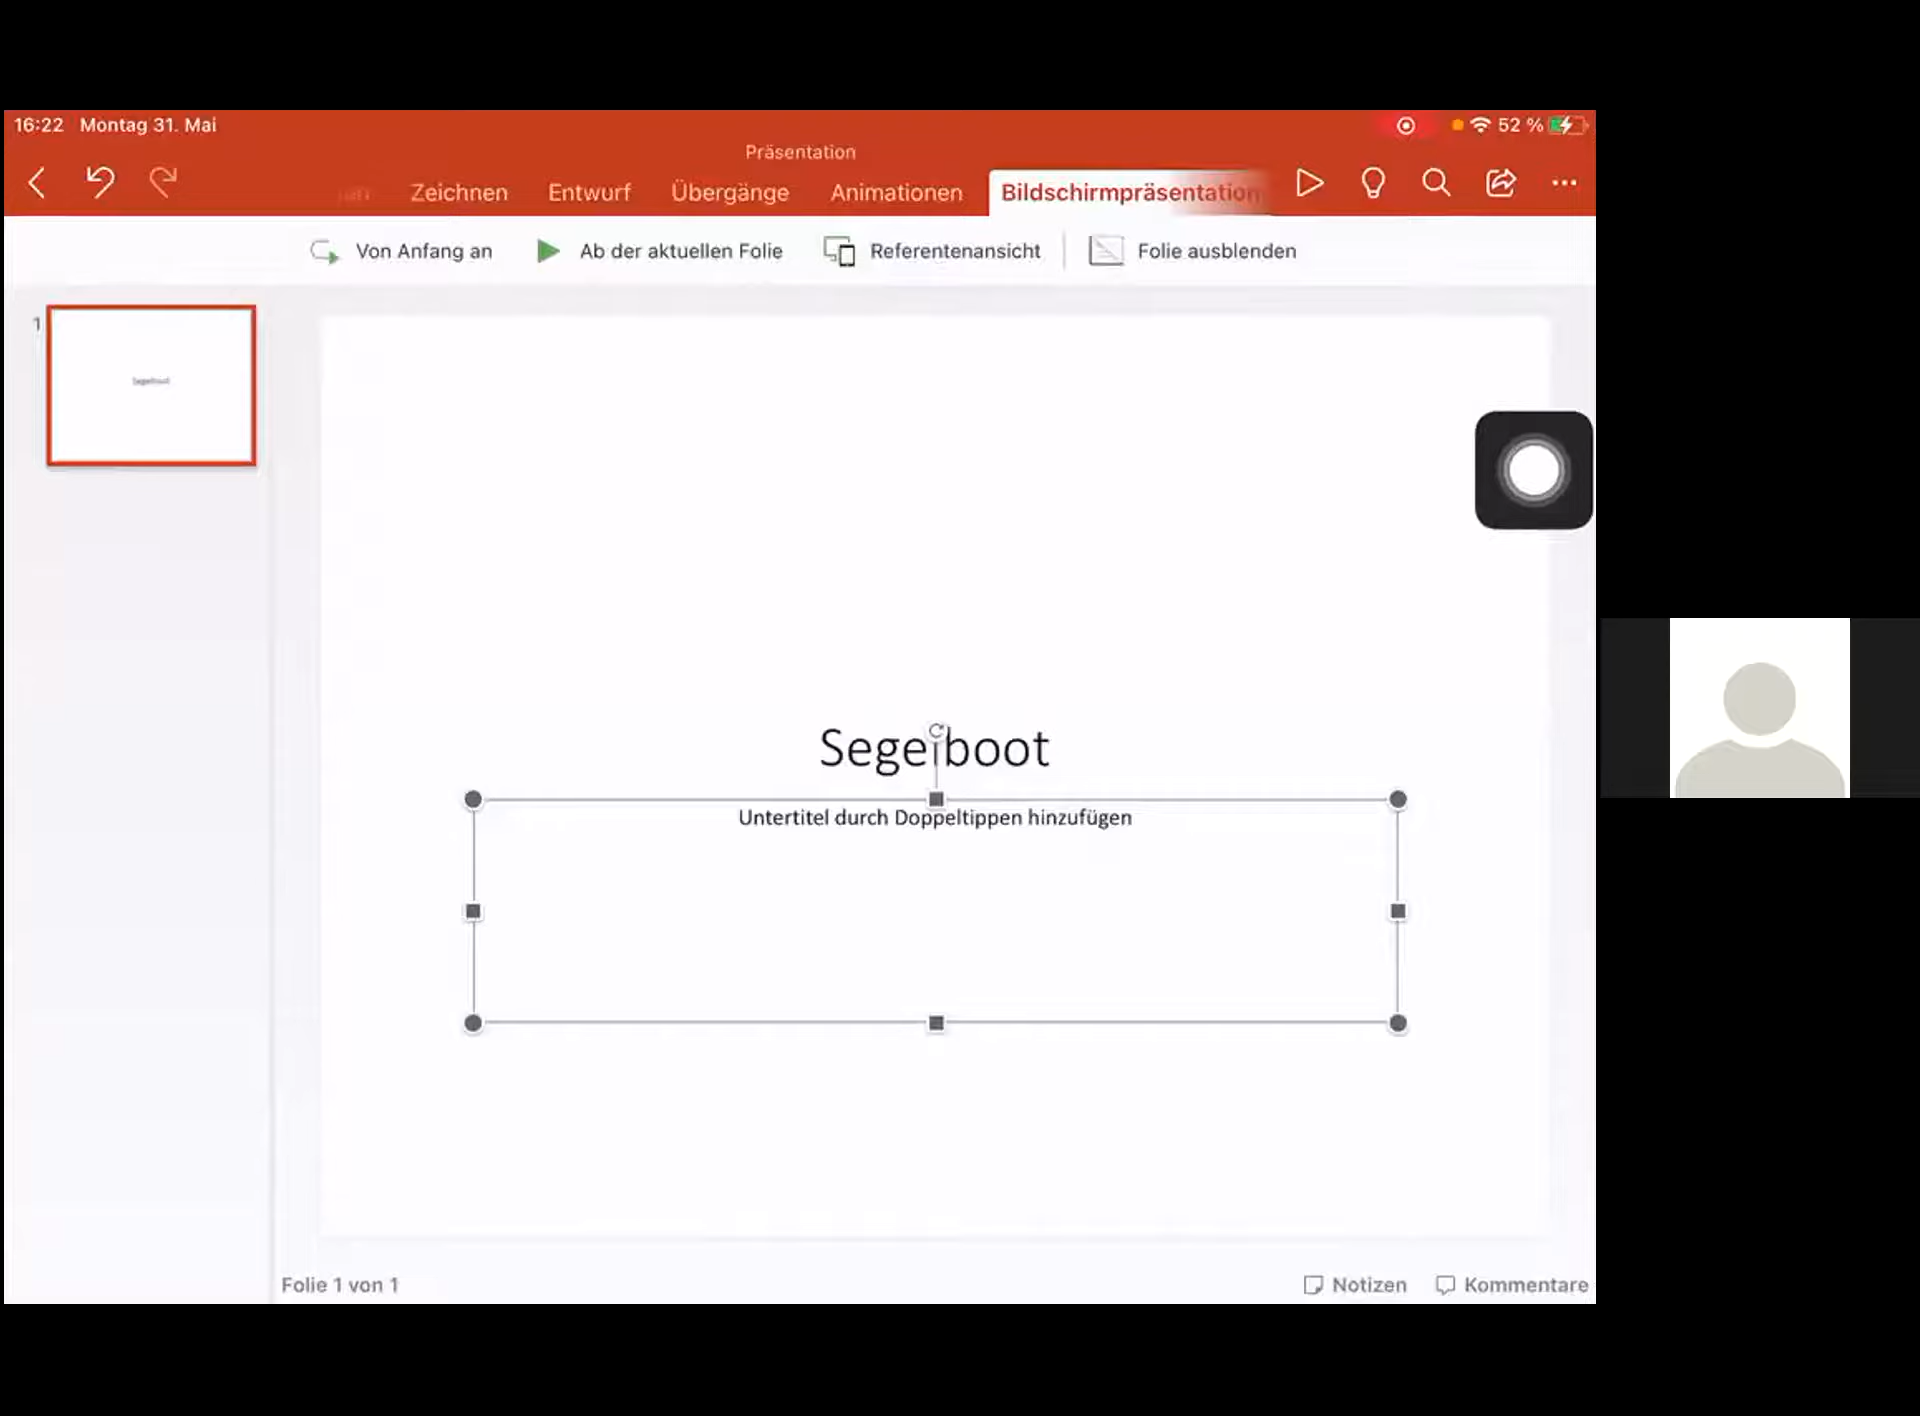 16:22 Montag 31. Mai
52 %
Präsentation
Zeichnen Entwurf Übergänge Animationen Bildschirmpräsentation
Von Anfang an Ab der aktuellen Folie Referentenansicht Folie ausblenden
1
Segelboot
Segelboot
Untertitel durch Doppeltippen hinzufügen
Folie 1 von 1
Notizen Kommentare